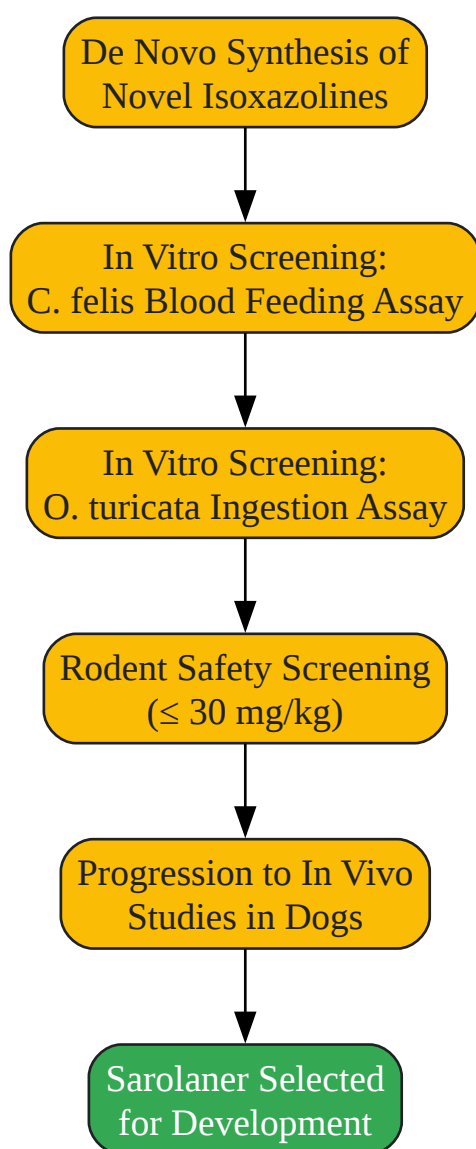 De Novo Synthesis of
Novel Isoxazolines
In Vitro Screening:
C. felis Blood Feeding Assay
In Vitro Screening:
O. turicata Ingestion Assay
Rodent Safety Screening
(≤ 30 mg/kg)
Progression to In Vivo
Studies in Dogs
Sarolaner Selected
for Development